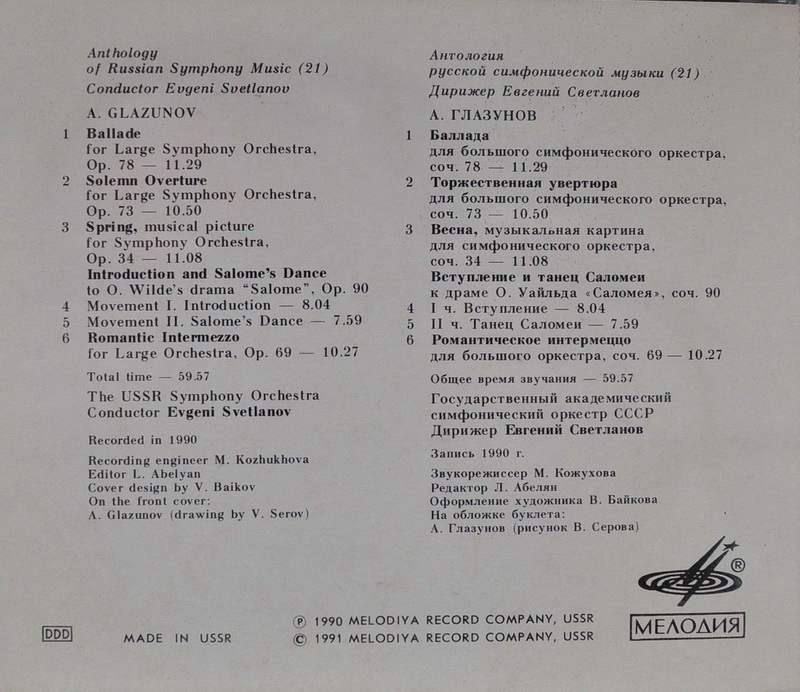 Anthology
of Russian Symphony Music (21)
Conductor Evgeni Svetlanov
A. GLAZUNOV
1 Ballade
for Large Symphony Orchestra,
Op. 78 — 11.29
2 Solemn Overture
for Large Symphony Orchestra,
Op. 73 — 10.50
3 Spring, musical picture
for Symphony Orchestra,
Op. 34 — 11.08
Introduction and Salome's Dance
to O. Wilde's drama "Salome", Op. 90
4 Movement I. Introduction — 8.04
5 Movement II. Salome's Dance — 7.59
6 Romantic Intermezzo
for Large Orchestra, Op. 69 — 10.27
Total time — 59.57
The USSR Symphony Orchestra
Conductor Evgeni Svetlanov
Recorded in 1990
Recording engineer M. Kozhukhova
Editor L. Abelyan
Cover design by V. Baikov
On the front cover:
A. Glazunov (drawing by V. Serov)
Антология
русской симфонической музыки (21)
Дирижер Евгений Светланов
А. ГЛАЗУНОВ
1 Баллада
для большого симфонического оркестра,
соч. 78 — 11.29
2 Торжественная увертюра
для большого симфонического оркестра,
соч. 73 — 10.50
3 Весна, музыкальная картина
для симфонического оркестра,
соч. 34 — 11.08
Вступление и танец Саломеи
к драме О. Уайльда «Саломея», соч. 90
4 I ч. Вступление — 8.04
5 II ч. Танец Саломеи — 7.59
6 Романтическое интермеццо
для большого оркестра, соч. 69 — 10.27
Общее время звучания — 59.57
Государственный академический
симфонический оркестр СССР
Дирижер Евгений Светланов
Запись 1990 г.
Звукорежиссер М. Кожухова
Редактор Л. Абелян
Оформление художника В. Байкова
На обложке буклета:
А. Глазунов (рисунок В. Серова)
®
МЕЛОДИЯ
DDD
MADE IN USSR
℗ 1990 MELODIYA RECORD COMPANY, USSR
© 1991 MELODIYA RECORD COMPANY, USSR